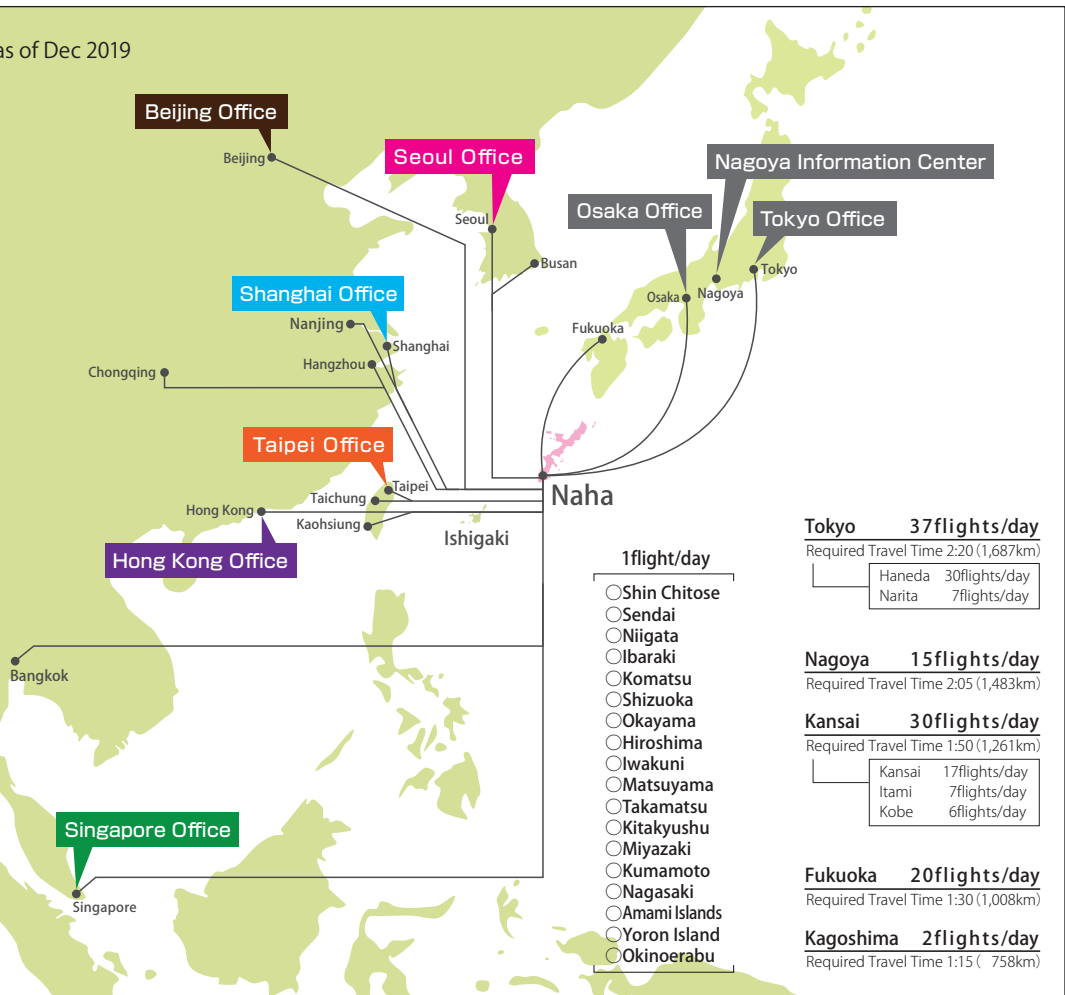 as of Dec 2019
Beijing Office
Beijing
Seoul Office
Seoul
Busan
Nagoya Information Center
Osaka Office
Tokyo Office
Tokyo
Nagoya
Osaka
Fukuoka
Shanghai Office
Nanjing
Shanghai
Hangzhou
Chongqing
Taipei Office
Taipei
Taichung
Hong Kong
Kaohsiung
Hong Kong Office
Naha
Ishigaki
Bangkok
Singapore Office
Singapore
1flight/day
○Shin Chitose
○Sendai
○Niigata
○Ibaraki
○Komatsu
○Shizuoka
○Okayama
○Hiroshima
○Iwakuni
○Matsuyama
○Takamatsu
○Kitakyushu
○Miyazaki
○Kumamoto
○Nagasaki
○Amami Islands
○Yoron Island
○Okinoerabu
Tokyo 37flights/day
Required Travel Time 2:20 (1,687km)
Haneda 30flights/day
Narita 7flights/day
Nagoya 15flights/day
Required Travel Time 2:05 (1,483km)
Kansai 30flights/day
Required Travel Time 1:50 (1,261km)
Kansai 17flights/day
Itami 7flights/day
Kobe 6flights/day
Fukuoka 20flights/day
Required Travel Time 1:30 (1,008km)
Kagoshima 2flights/day
Required Travel Time 1:15 ( 758km)